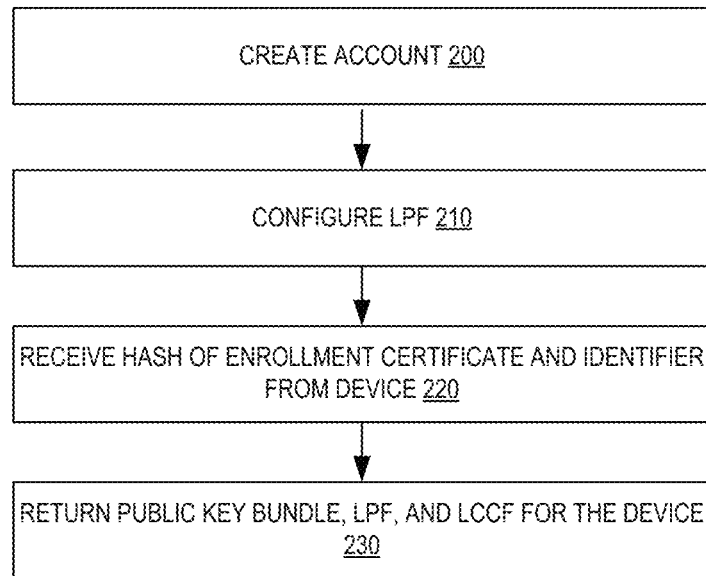 CREATE ACCOUNT 200
CONFIGURE LPF 210
RECEIVE HASH OF ENROLLMENT CERTIFICATE AND IDENTIFIER
FROM DEVICE 220
RETURN PUBLIC KEY BUNDLE, LPF, AND LCCF FOR THE DEVICE
230